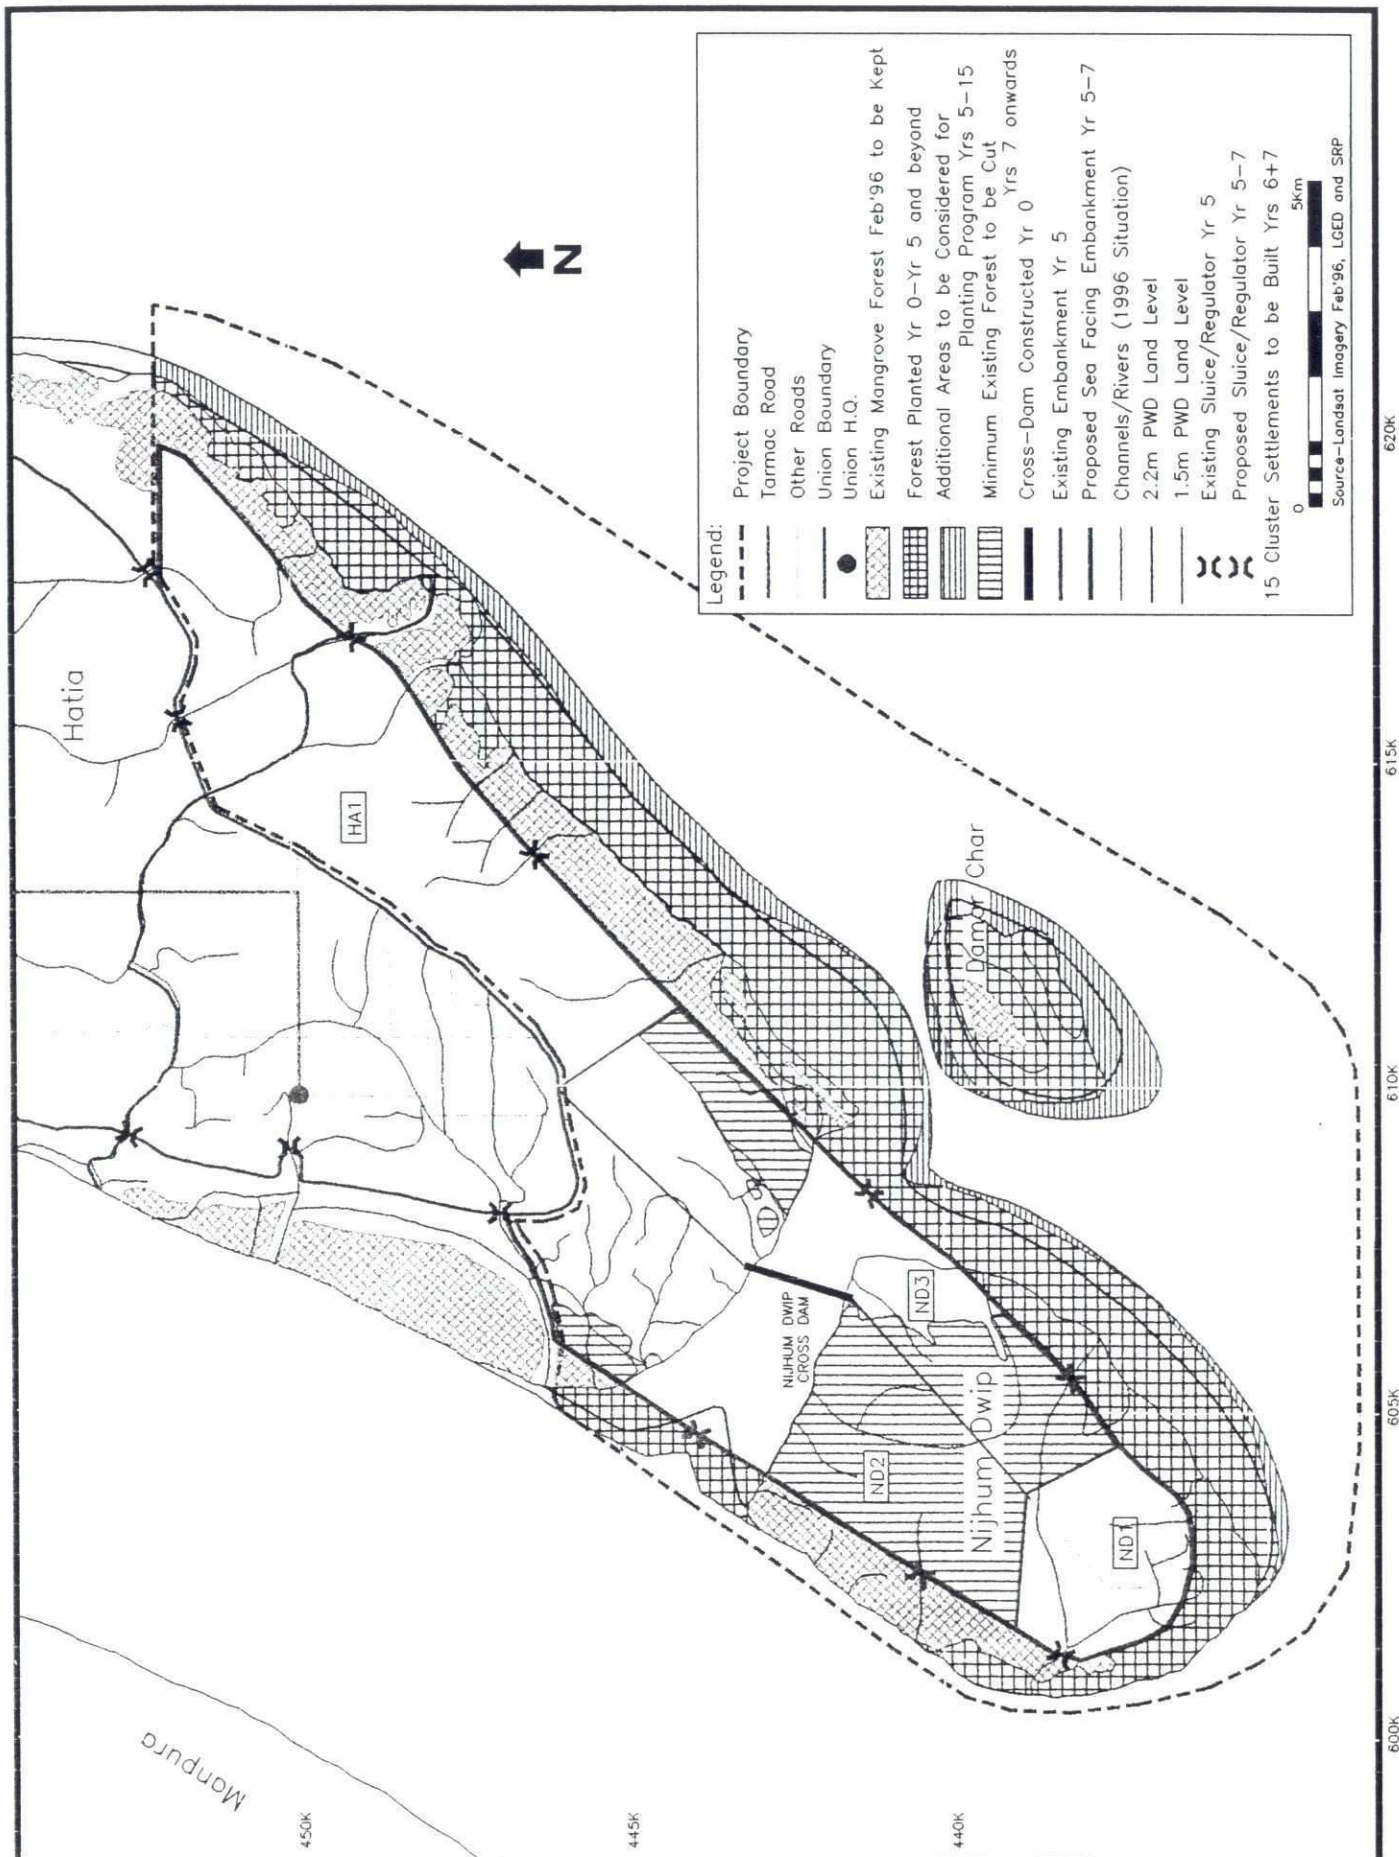 Hatia
HA1
Manpura
N
Damar Char
NIJHUM DWIP
CROSS DAM
ND3
ND2
Nijhum Dwip
ND1
Legend:
Project Boundary
Tarmac Road
Other Roads
Union Boundary
Union H.Q.
Existing Mangrove Forest Feb'96 to be Kept
Forest Planted Yr 0-Yr 5 and beyond
Additional Areas to be Considered for
Planting Program Yrs 5-15
Minimum Existing Forest to be Cut
Yrs 7 onwards
Cross-Dam Constructed Yr 0
Existing Embankment Yr 5
Proposed Sea Facing Embankment Yr 5-7
Channels/Rivers (1996 Situation)
2.2m PWD Land Level
1.5m PWD Land Level
Existing Sluice/Regulator Yr 5
Proposed Sluice/Regulator Yr 5-7
15 Cluster Settlements to be Built Yrs 6+7
0 5Km
Source-Landsat Imagery Feb'96, LGED and SRP
450K
445K
440K
600K
605K
610K
615K
620K